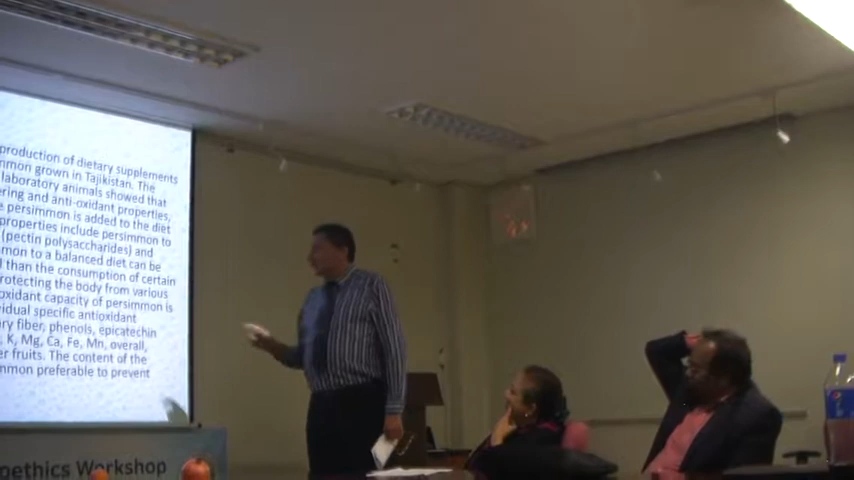 production of dietary supplements
mmon grown in Tajikistan. The
laboratory animals showed that
ering and anti-oxidant properties,
e persimmon is added to the diet
properties include persimmon to
(pectin polysaccharides) and
mon to a balanced diet can be
l than the consumption of certain
rotecting the body from various
oxidant capacity of persimmon is
vidual specific antioxidant
ary fiber, phenols, epicatechin
, K, Mg, Ca, Fe, Mn, overall,
er fruits. The content of the
mmon preferable to prevent
oethics Workshop